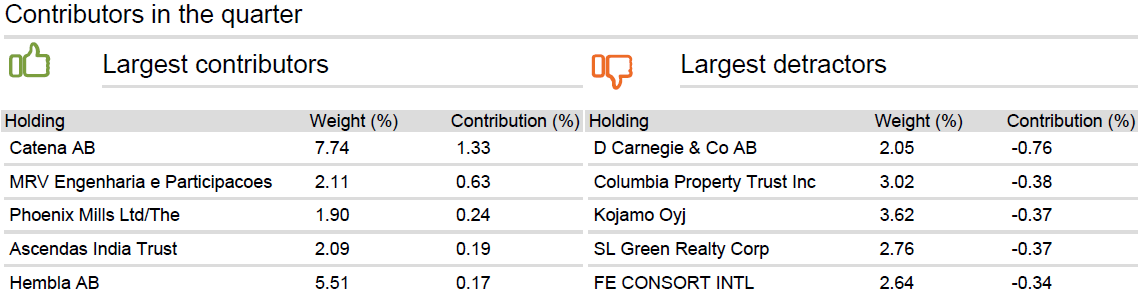 Contributors in the quarter
Largest contributors
Largest detractors
Holding Weight (%) Contribution (%) Holding Weight (%) Contribution (%)
Catena AB 7.74 1.33 D Carnegie & Co AB 2.05 -0.76
MRV Engenharia e Participacoes 2.11 0.63 Columbia Property Trust Inc 3.02 -0.38
Phoenix Mills Ltd/The 1.90 0.24 Kojamo Oyj 3.62 -0.37
Ascendas India Trust 2.09 0.19 SL Green Realty Corp 2.76 -0.37
Hembla AB 5.51 0.17 FE CONSORT INTL 2.64 -0.34